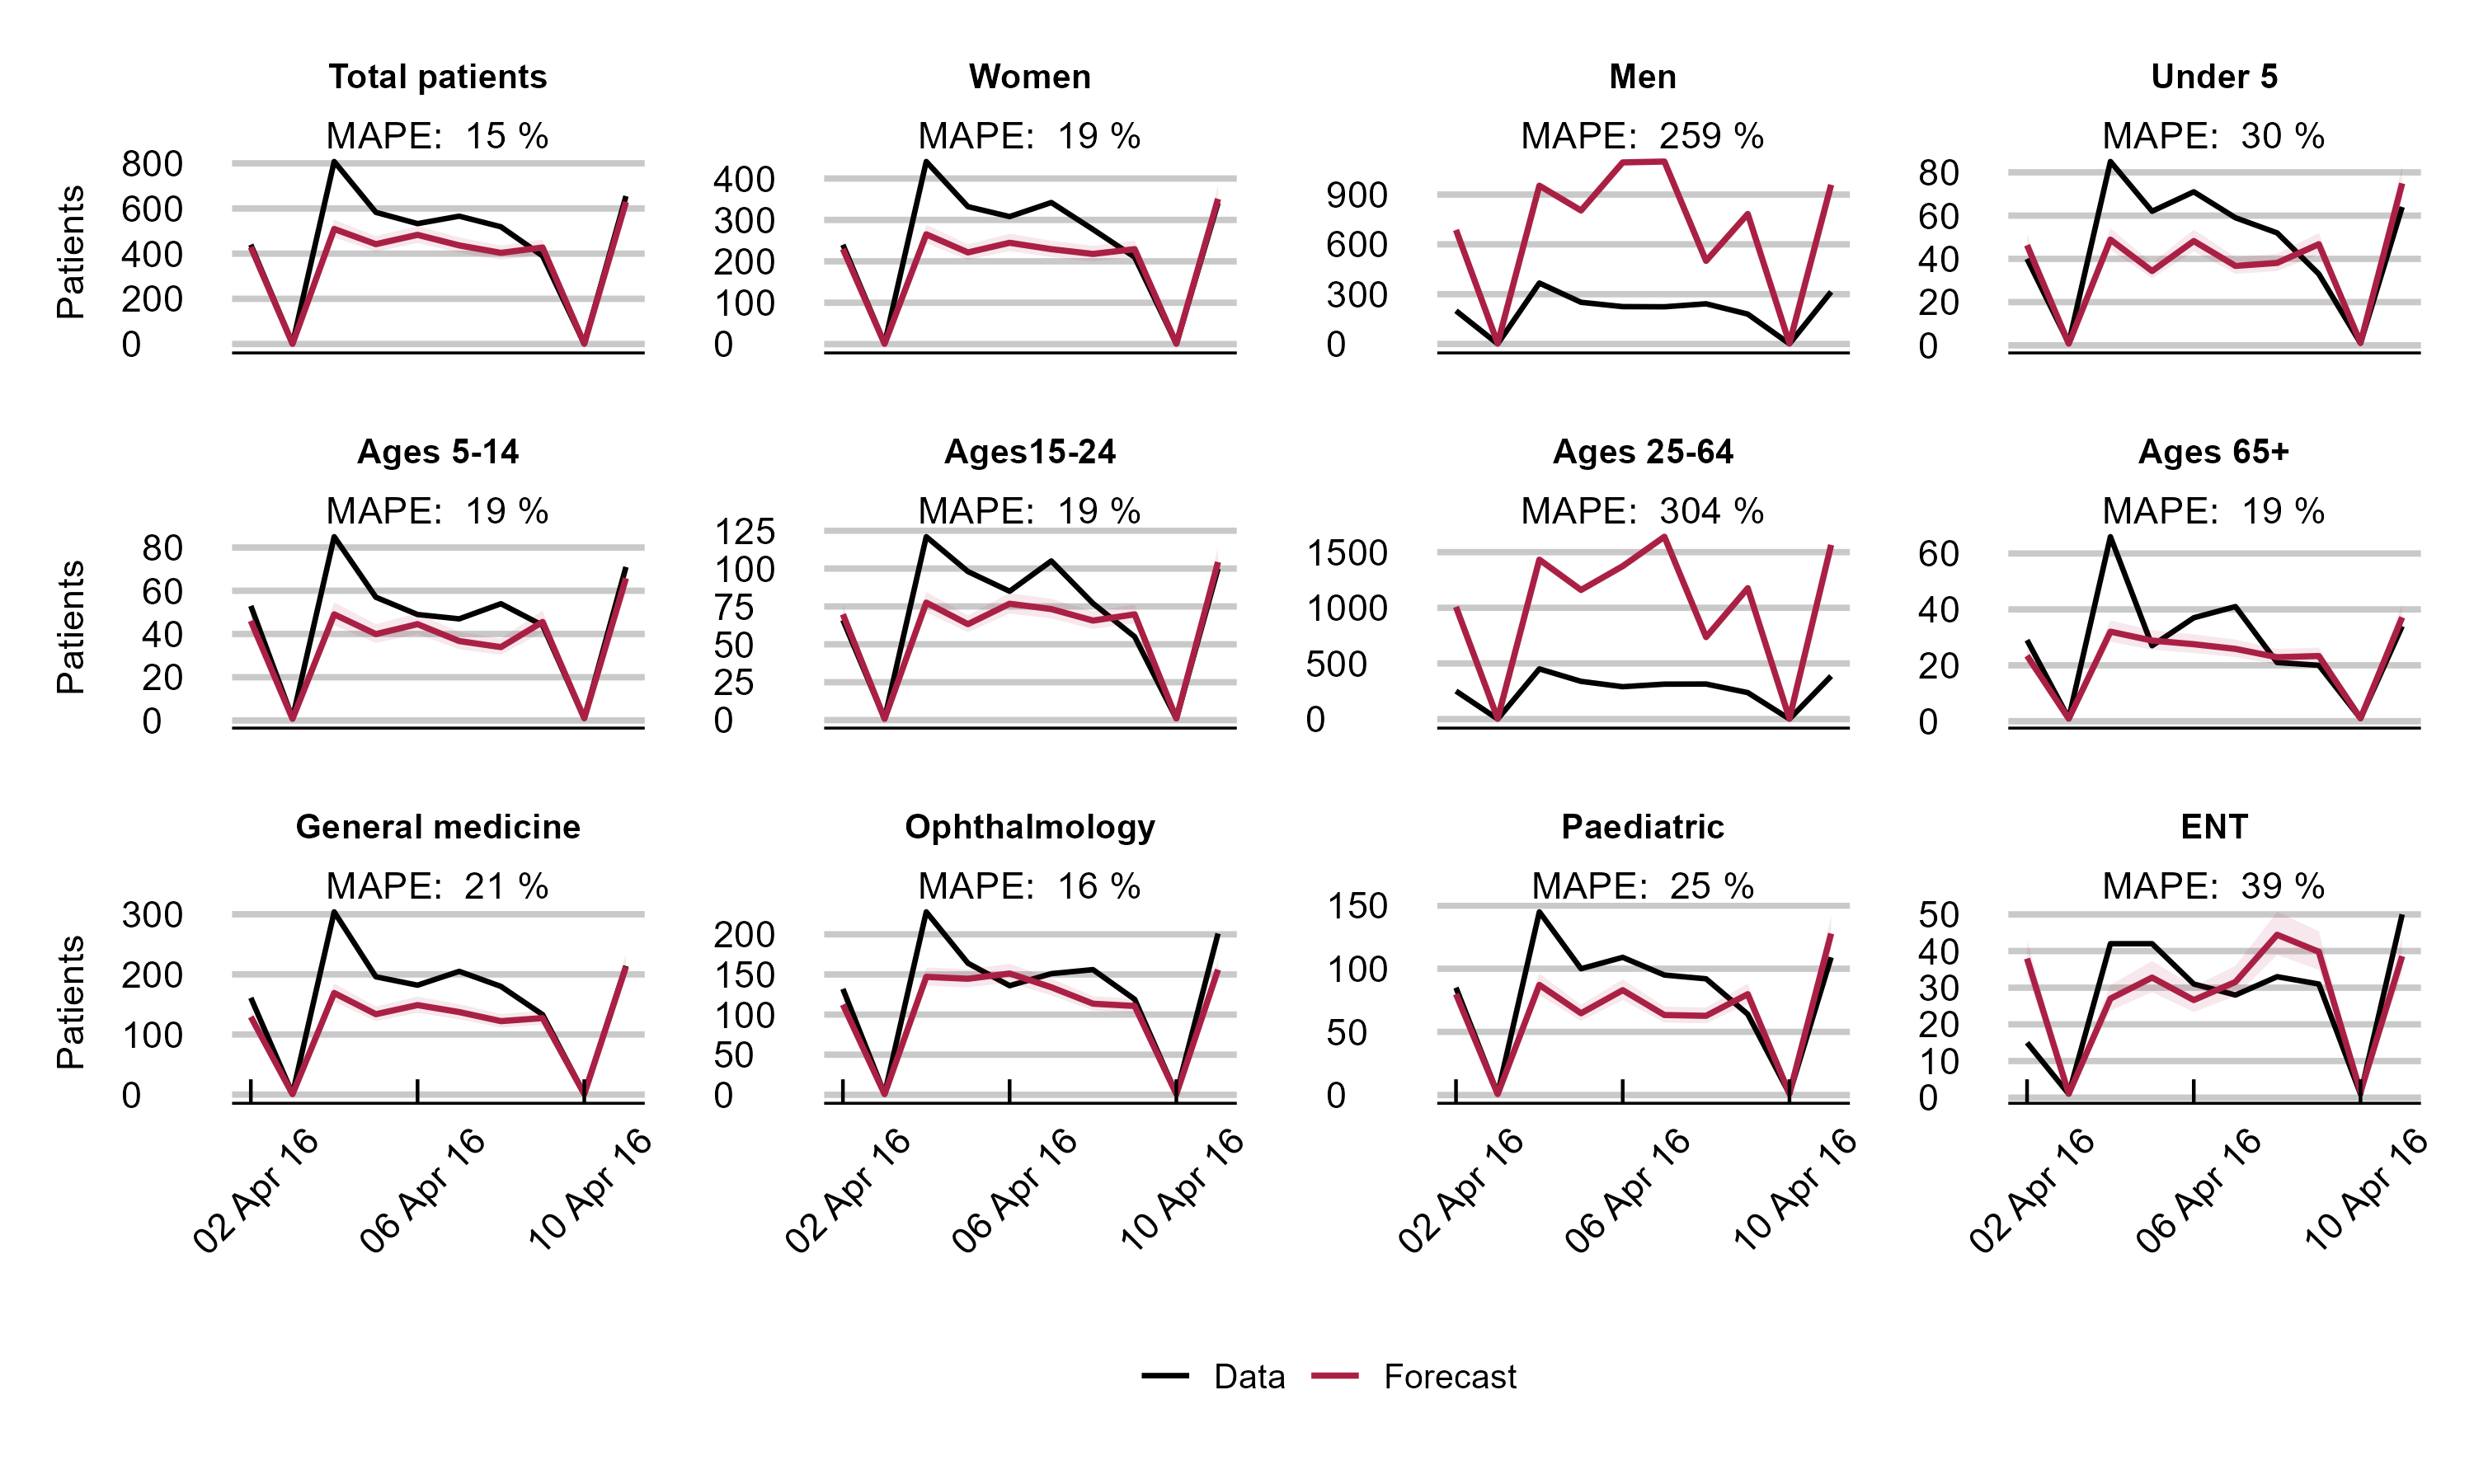 Total patients
MAPE: 15 %
Patients
800
600
400
200
0
Women
MAPE: 19 %
400
300
200
100
0
Men
MAPE: 259 %
900
600
300
0
Under 5
MAPE: 30 %
80
60
40
20
0
Ages 5-14
MAPE: 19 %
Patients
80
60
40
20
0
Ages15-24
MAPE: 19 %
125
100
75
50
25
0
Ages 25-64
MAPE: 304 %
1500
1000
500
0
Ages 65+
MAPE: 19 %
60
40
20
0
General medicine
MAPE: 21 %
Patients
300
200
100
0
02 Apr 16
06 Apr 16
10 Apr 16
Ophthalmology
MAPE: 16 %
200
150
100
50
0
02 Apr 16
06 Apr 16
10 Apr 16
Paediatric
MAPE: 25 %
150
100
50
0
02 Apr 16
06 Apr 16
10 Apr 16
ENT
MAPE: 39 %
50
40
30
20
10
0
02 Apr 16
06 Apr 16
10 Apr 16
Data
Forecast